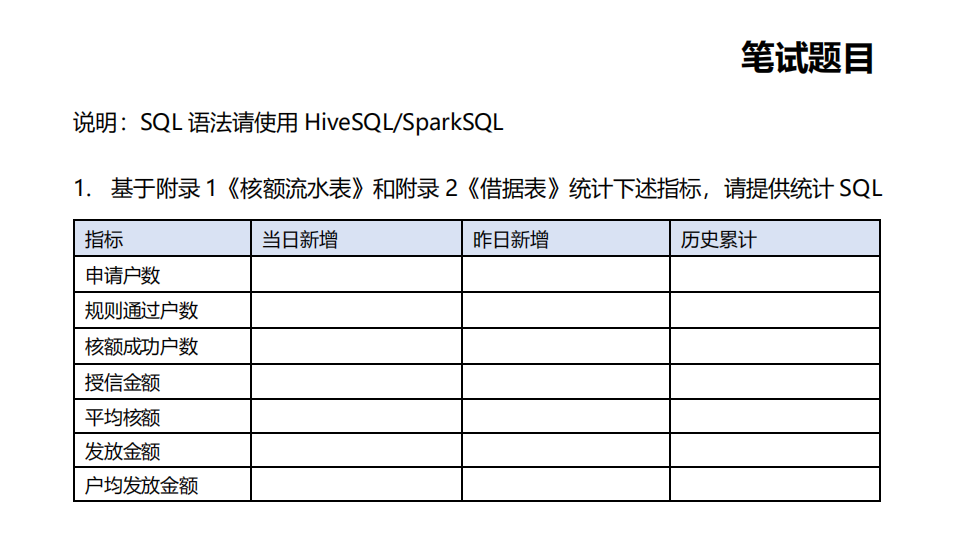 笔试题目
说明：SQL 语法请使用 HiveSQL/SparkSQL
1. 基于附录 1《核额流水表》和附录 2《借据表》统计下述指标，请提供统计 SQL
指标 当日新增 昨日新增 历史累计
申请户数
规则通过户数
核额成功户数
授信金额
平均核额
发放金额
户均发放金额